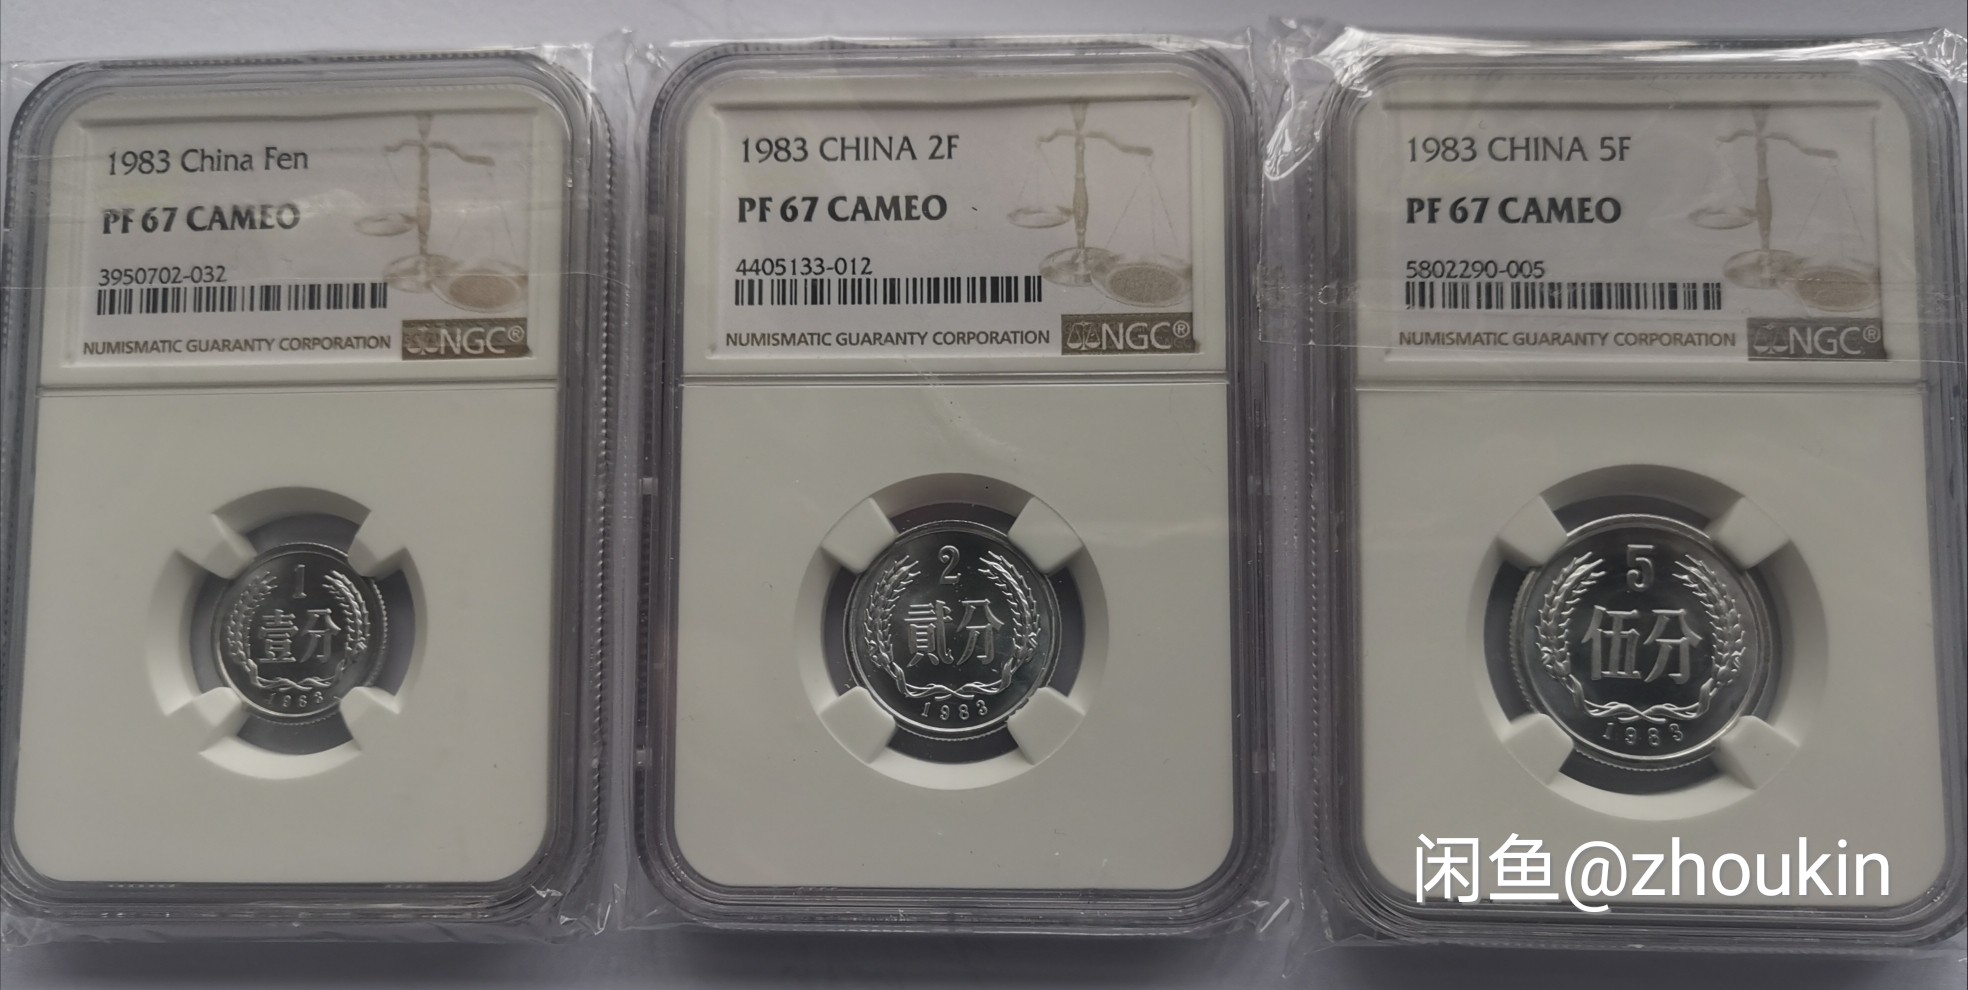 1983 China Fen
PF 67 CAMEO
3950702-032
NUMISMATIC GUARANTY CORPORATION NGC®
1
壹分
1983
1983 CHINA 2F
PF 67 CAMEO
4405133-012
NUMISMATIC GUARANTY CORPORATION NGC®
2
貳分
1983
1983 CHINA 5F
PF 67 CAMEO
5802290-005
NUMISMATIC GUARANTY CORPORATION NGC®
5
伍分
1983
闲鱼@zhoukin